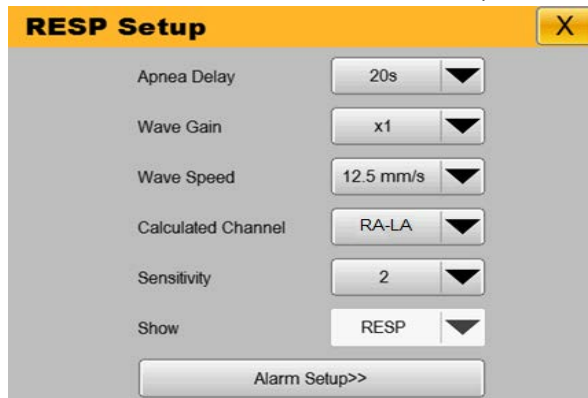 RESP Setup X
Apnea Delay 20s
Wave Gain x1
Wave Speed 12.5 mm/s
Calculated Channel RA-LA
Sensitivity 2
Show RESP
Alarm Setup>>